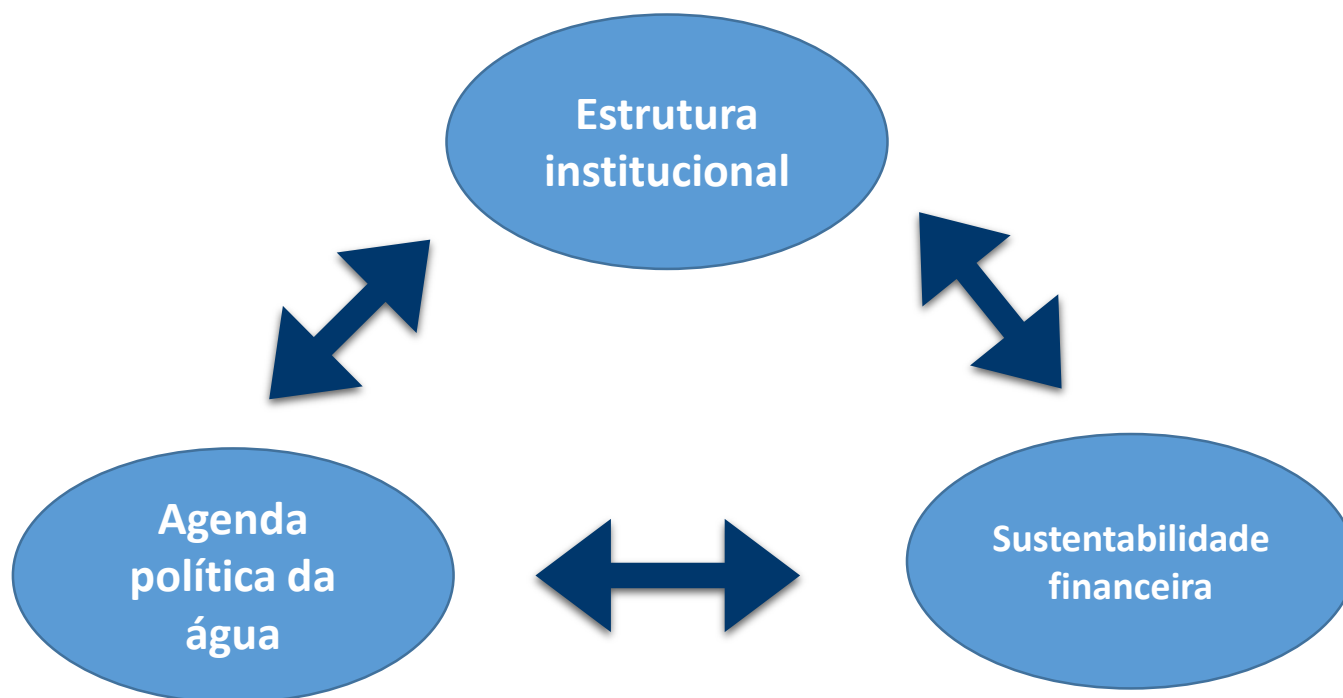 Estrutura
institucional
Agenda
política da
água
Sustentabilidade
financeira